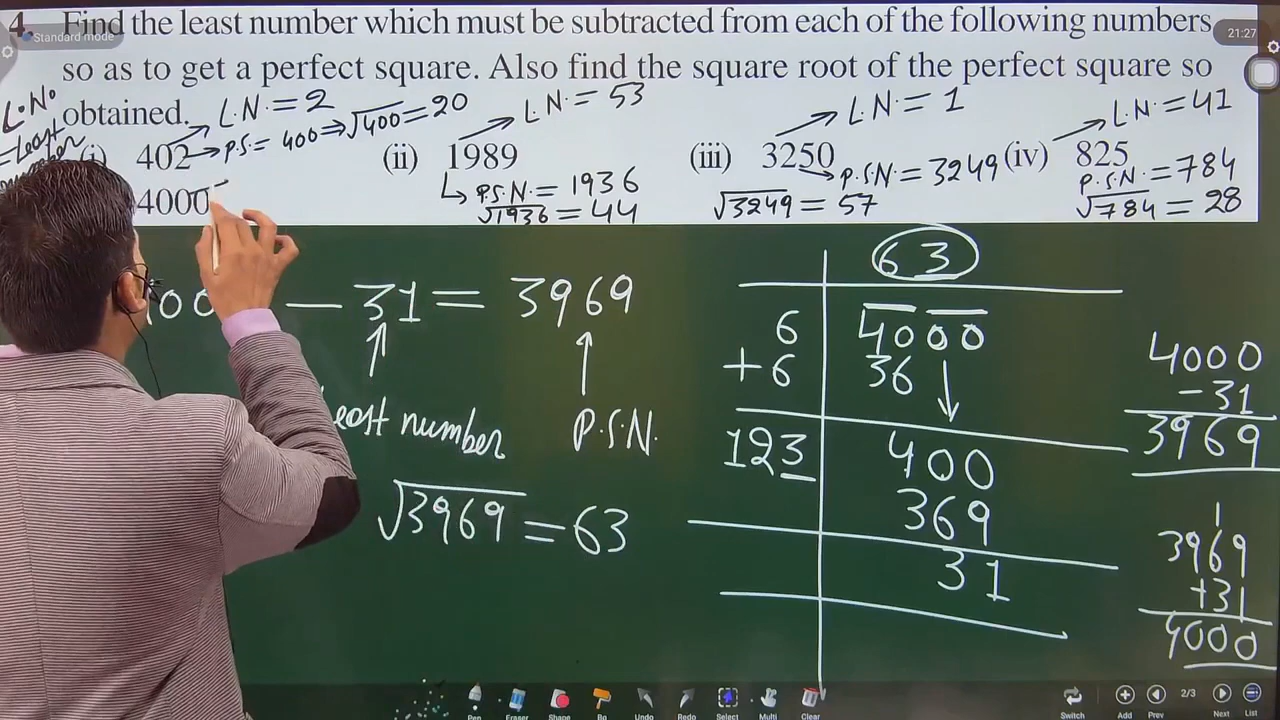 4. Find the least number which must be subtracted from each of the following numbers
Standard mode
21:27
so as to get a perfect square. Also find the square root of the perfect square so
obtained.
L.No.
= Least
L.N. = 2
L.N. = 53
L.N. = 1
L.N. = 41
(i) 402 → P.S = 400 ⇒ √400 = 20
(ii) 1989
P.S.N. = 1936
√1936 = 44
(iii) 3250
P.S.N. = 3249
√3249 = 57
(iv) 825
P.S.N. = 784
√784 = 28
4000
— 31 = 3969
number
P.S.N.
√3969 = 63
63
6 4000
+6 36
123 400
369
31
4000
-31
3969
1
3969
+31
4000
Pen Eraser Shape Bg Undo Redo Select Multi Clear
Switch Add Prev 2/3 Next List